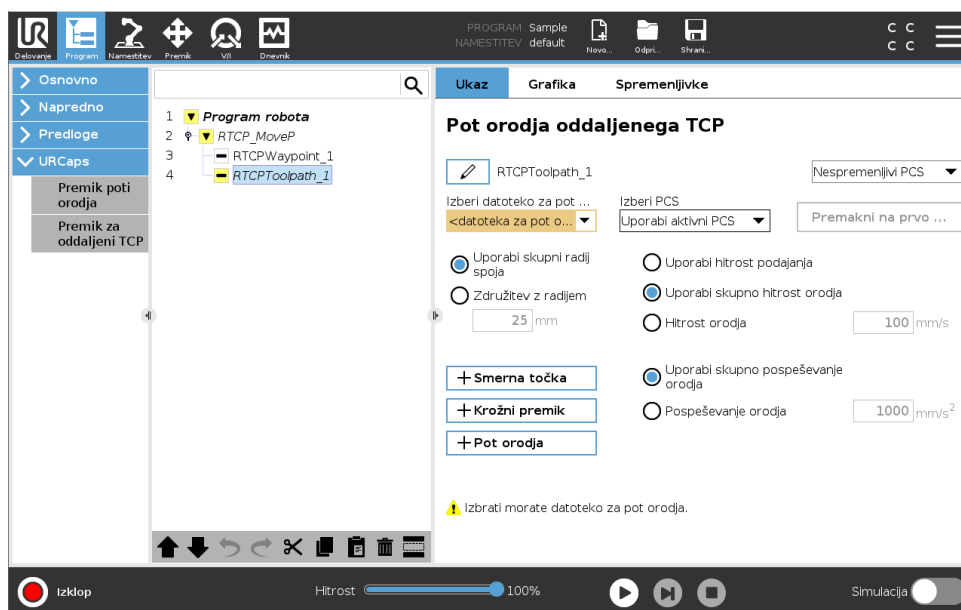 Delovanje
Program
Namestitev
Premik
V/I
Dnevnik
PROGRAM Sample
NAMESTITEV default
Novo...
Odpri...
Shrani...
C C
C C
Osnovno
Napredno
Predloge
URCaps
Premik poti
orodja
Premik za
oddaljeni TCP
1 Program robota
2 RTCP_MoveP
3 RTCPWaypoint_1
4 RTCPToolpath_1
Ukaz
Grafika
Spremenljivke
Pot orodja oddaljenega TCP
RTCPToolpath_1
Nespremenljivi PCS
Izberi datoteko za pot ...
Izberi PCS
<datoteka za pot o...
Uporabi aktivni PCS
Premakni na prvo ...
Uporabi skupni radij
spoja
Združitev z radijem
25 mm
Uporabi hitrost podajanja
Uporabi skupno hitrost orodja
Hitrost orodja
100 mm/s
Smerna točka
Krožni premik
Pot orodja
Uporabi skupno pospeševanje
orodja
Pospeševanje orodja
1000 mm/s²
Izbrati morate datoteko za pot orodja.
Izklop
Hitrost
100%
Simulacija